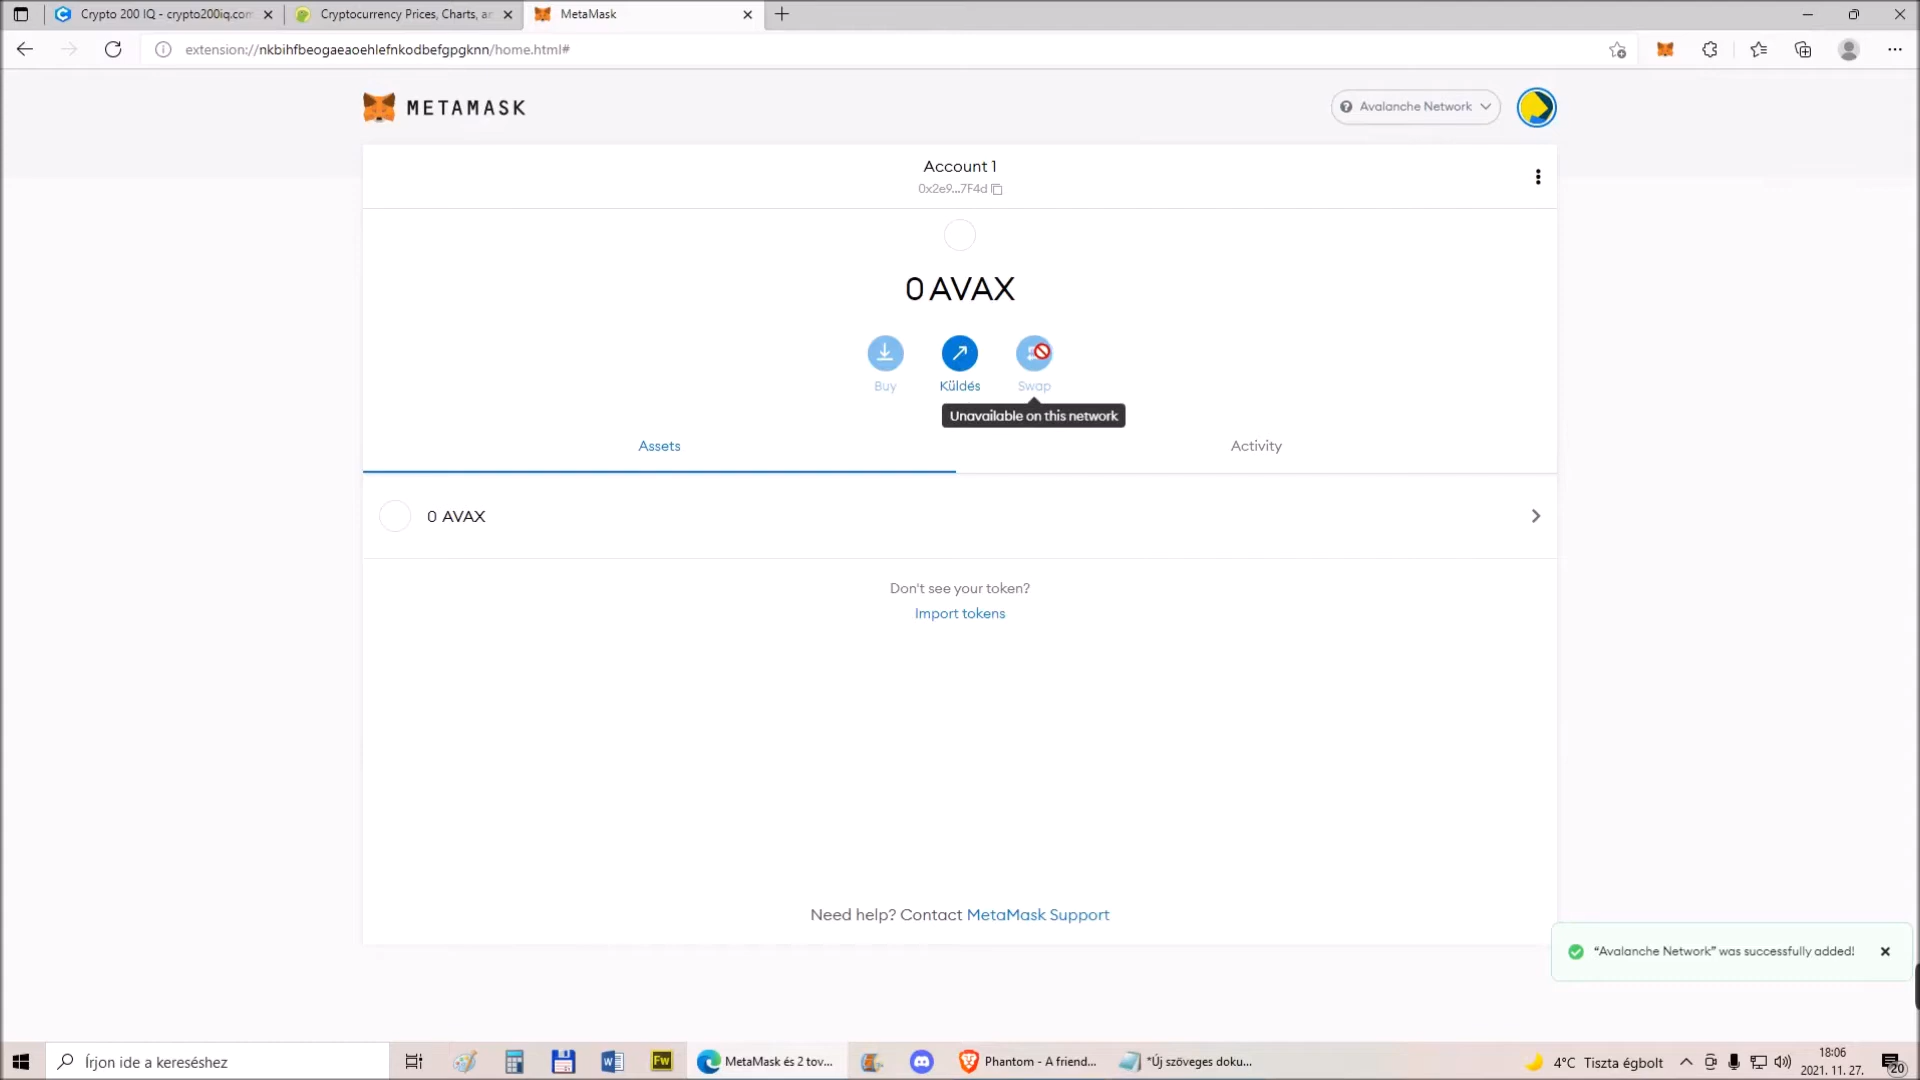 Crypto 200 IQ - crypto200iq.com
Cryptocurrency Prices, Charts, a
MetaMask
extension://nkbihfbeogaeaoehlefnkodbefgpgknn/home.html#
METAMASK
Avalanche Network
Account 1
0x2e9...7F4d
0 AVAX
Buy
Küldés
Swap
Unavailable on this network
Assets
Activity
0 AVAX
Don't see your token?
Import tokens
Need help? Contact MetaMask Support
“Avalanche Network” was successfully added!
Írjon ide a kereséshez
Fw
MetaMask és 2 tov...
Phantom - A friend...
*Új szöveges doku...
4°C Tiszta égbolt
18:06
2021. 11. 27.
20